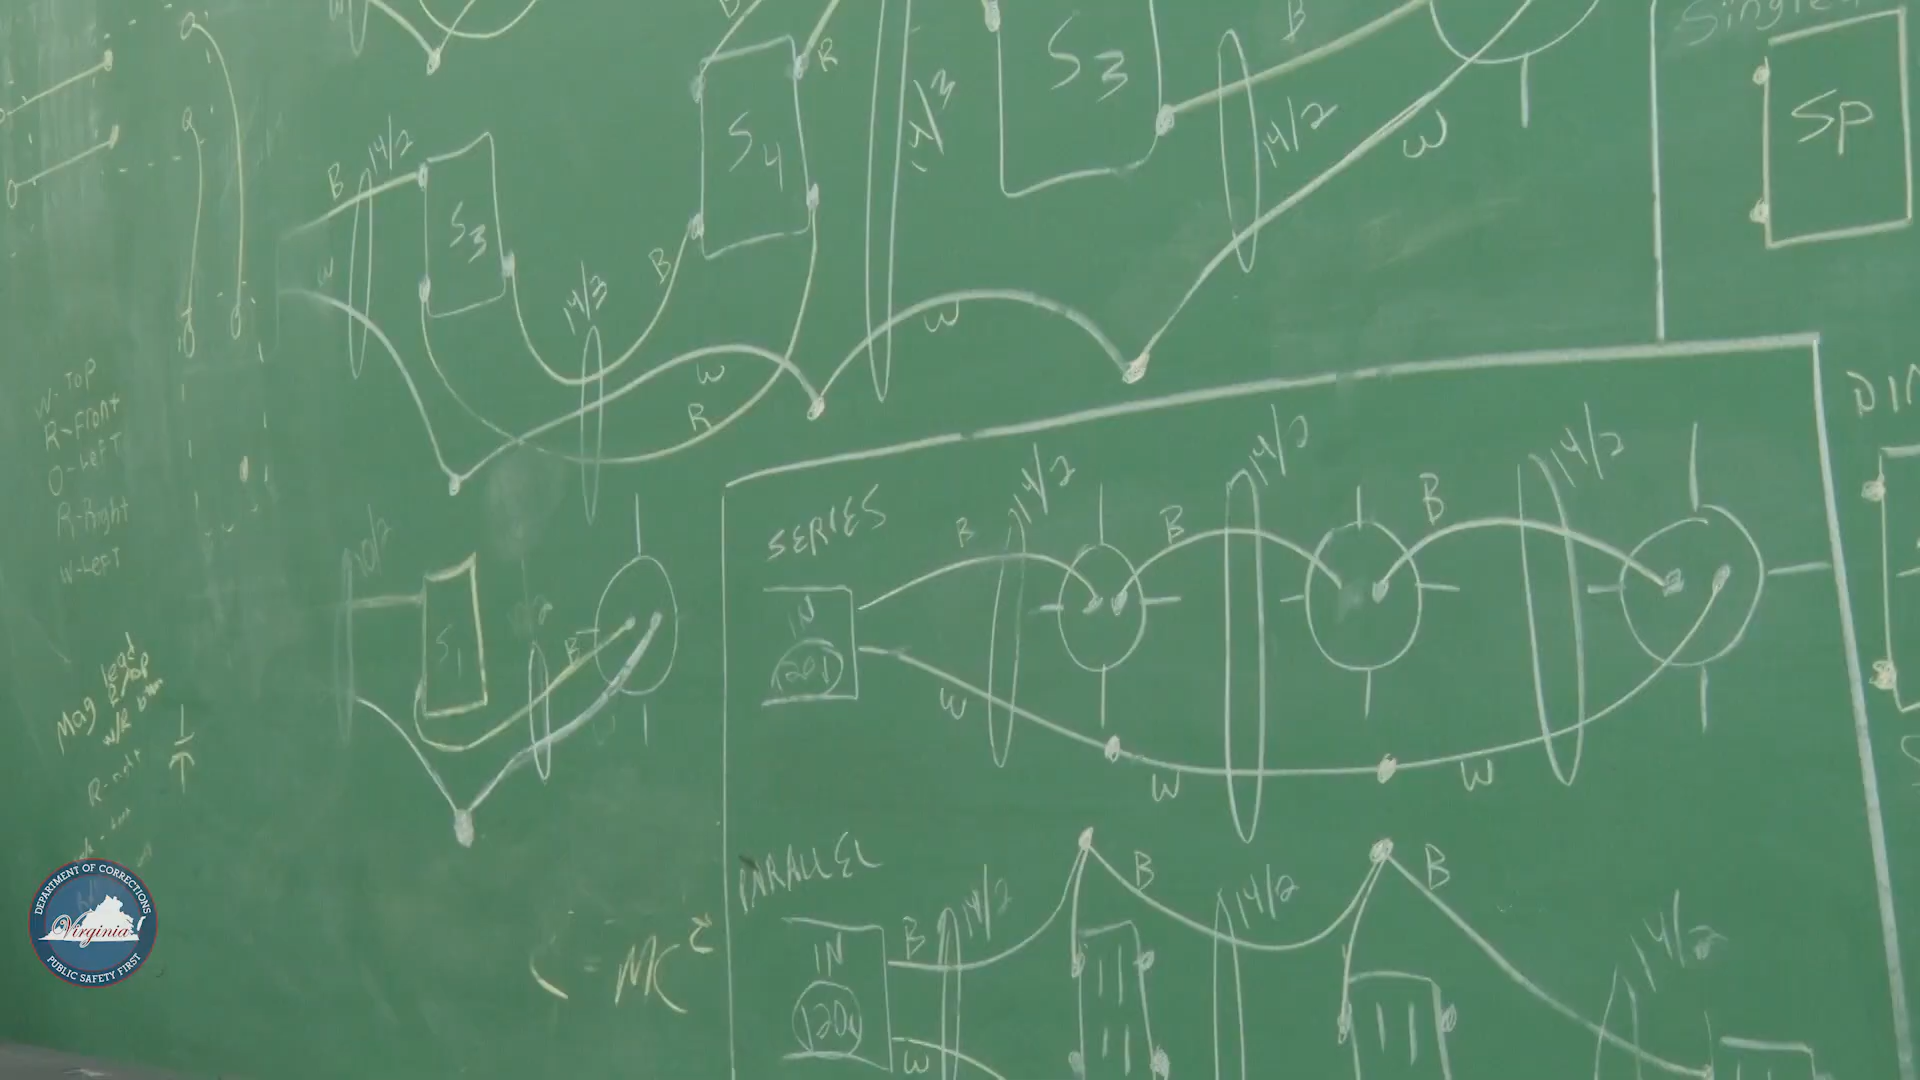 B
R
S3
B
14/2
Single
SP
14/2
S3
B
W
S4
14/3
B
14/3
W
W
W
R
W-TOP
R-Front
O-Left
R-Right
W-Left
SERIES
B
14/2
B
14/2
B
14/2
IN
120V
W
W
W
S1
B
Mag lead
R-right
PARALLEL
B
14/2
B
14/2
B
14/2
IN
120V
W
= MC2
DEPARTMENT OF CORRECTIONS
Virginia
PUBLIC SAFETY FIRST